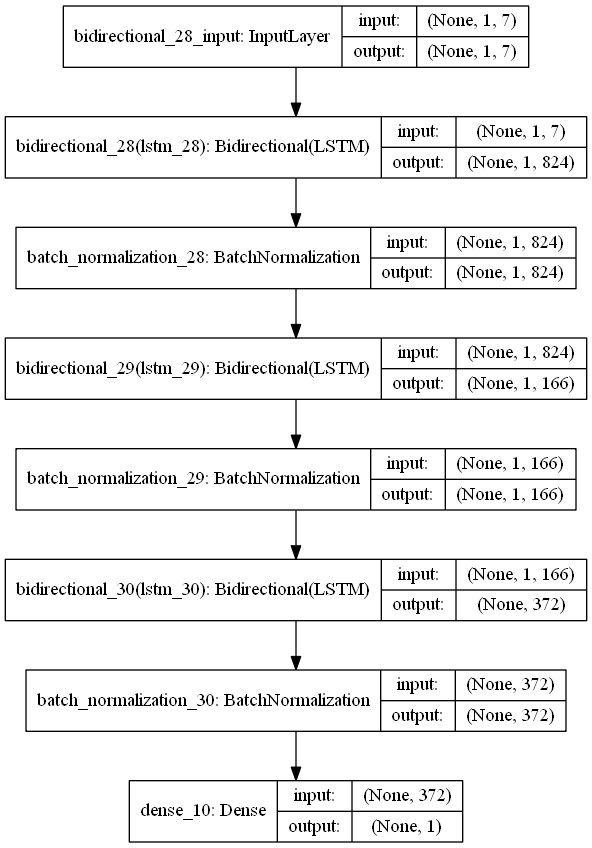 bidirectional_28_input: InputLayer input: (None, 1, 7)
output: (None, 1, 7)
bidirectional_28(lstm_28): Bidirectional(LSTM) input: (None, 1, 7)
output: (None, 1, 824)
batch_normalization_28: BatchNormalization input: (None, 1, 824)
output: (None, 1, 824)
bidirectional_29(lstm_29): Bidirectional(LSTM) input: (None, 1, 824)
output: (None, 1, 166)
batch_normalization_29: BatchNormalization input: (None, 1, 166)
output: (None, 1, 166)
bidirectional_30(lstm_30): Bidirectional(LSTM) input: (None, 1, 166)
output: (None, 372)
batch_normalization_30: BatchNormalization input: (None, 372)
output: (None, 372)
dense_10: Dense input: (None, 372)
output: (None, 1)